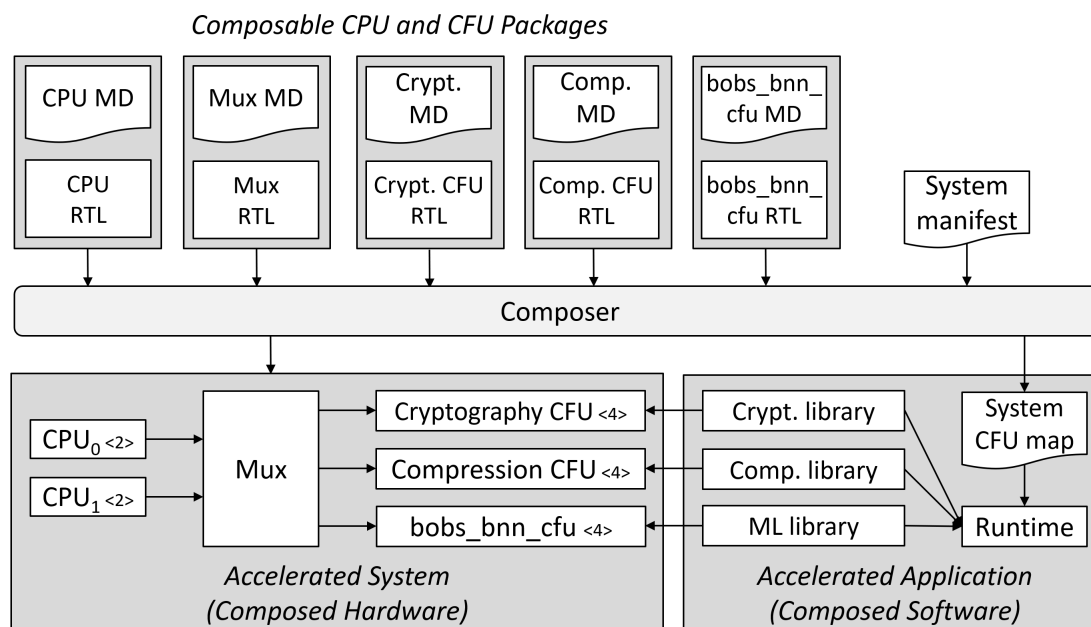 Composable CPU and CFU Packages
CPU MD
Mux MD
Crypt.
MD
Comp.
MD
bobs_bnn_
cfu MD
CPU
RTL
Mux
RTL
Crypt. CFU
RTL
Comp. CFU
RTL
bobs_bnn_
cfu RTL
System
manifest
Composer
CPU0 <2>
CPU1 <2>
Mux
Cryptography CFU <4>
Compression CFU <4>
bobs_bnn_cfu <4>
Accelerated System
(Composed Hardware)
Crypt. library
Comp. library
ML library
System
CFU map
Runtime
Accelerated Application
(Composed Software)